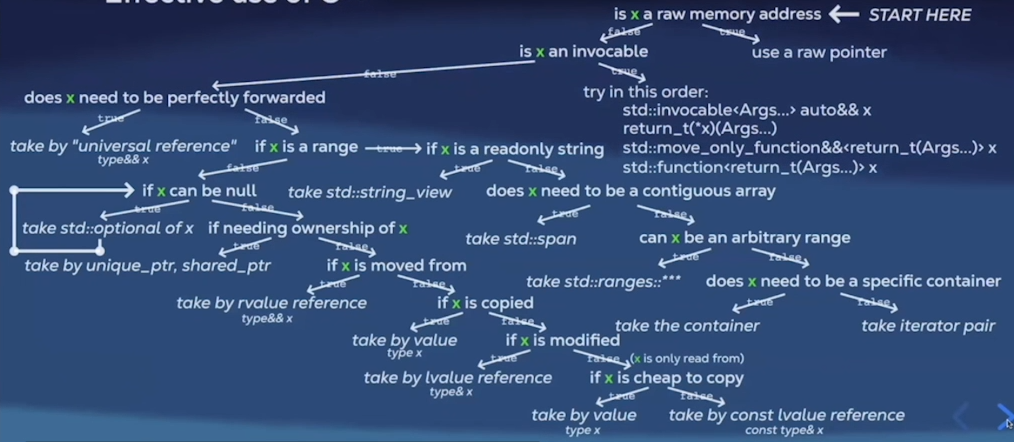 is x a raw memory address START HERE
false true
is x an invocable use a raw pointer
false true
does x need to be perfectly forwarded
try in this order:
std::invocable<Args...> auto&& x
return_t(*x)(Args...)
std::move_only_function&&<return_t(Args...)> x
std::function<return_t(Args...)> x
true false
take by "universal reference"
type&& x
if x is a range true if x is a readonly string
false true false
if x can be null take std::string_view does x need to be a contiguous array
true false true false
take std::optional of x if needing ownership of x take std::span can x be an arbitrary range
true false true false
take by unique_ptr, shared_ptr if x is moved from take std::ranges::*** does x need to be a specific container
true false true false
take by rvalue reference
type&& x
if x is copied take the container take iterator pair
true false
take by value
type x
if x is modified
true false (x is only read from)
take by lvalue reference
type& x
if x is cheap to copy
true false
take by value take by const lvalue reference
type x const type& x